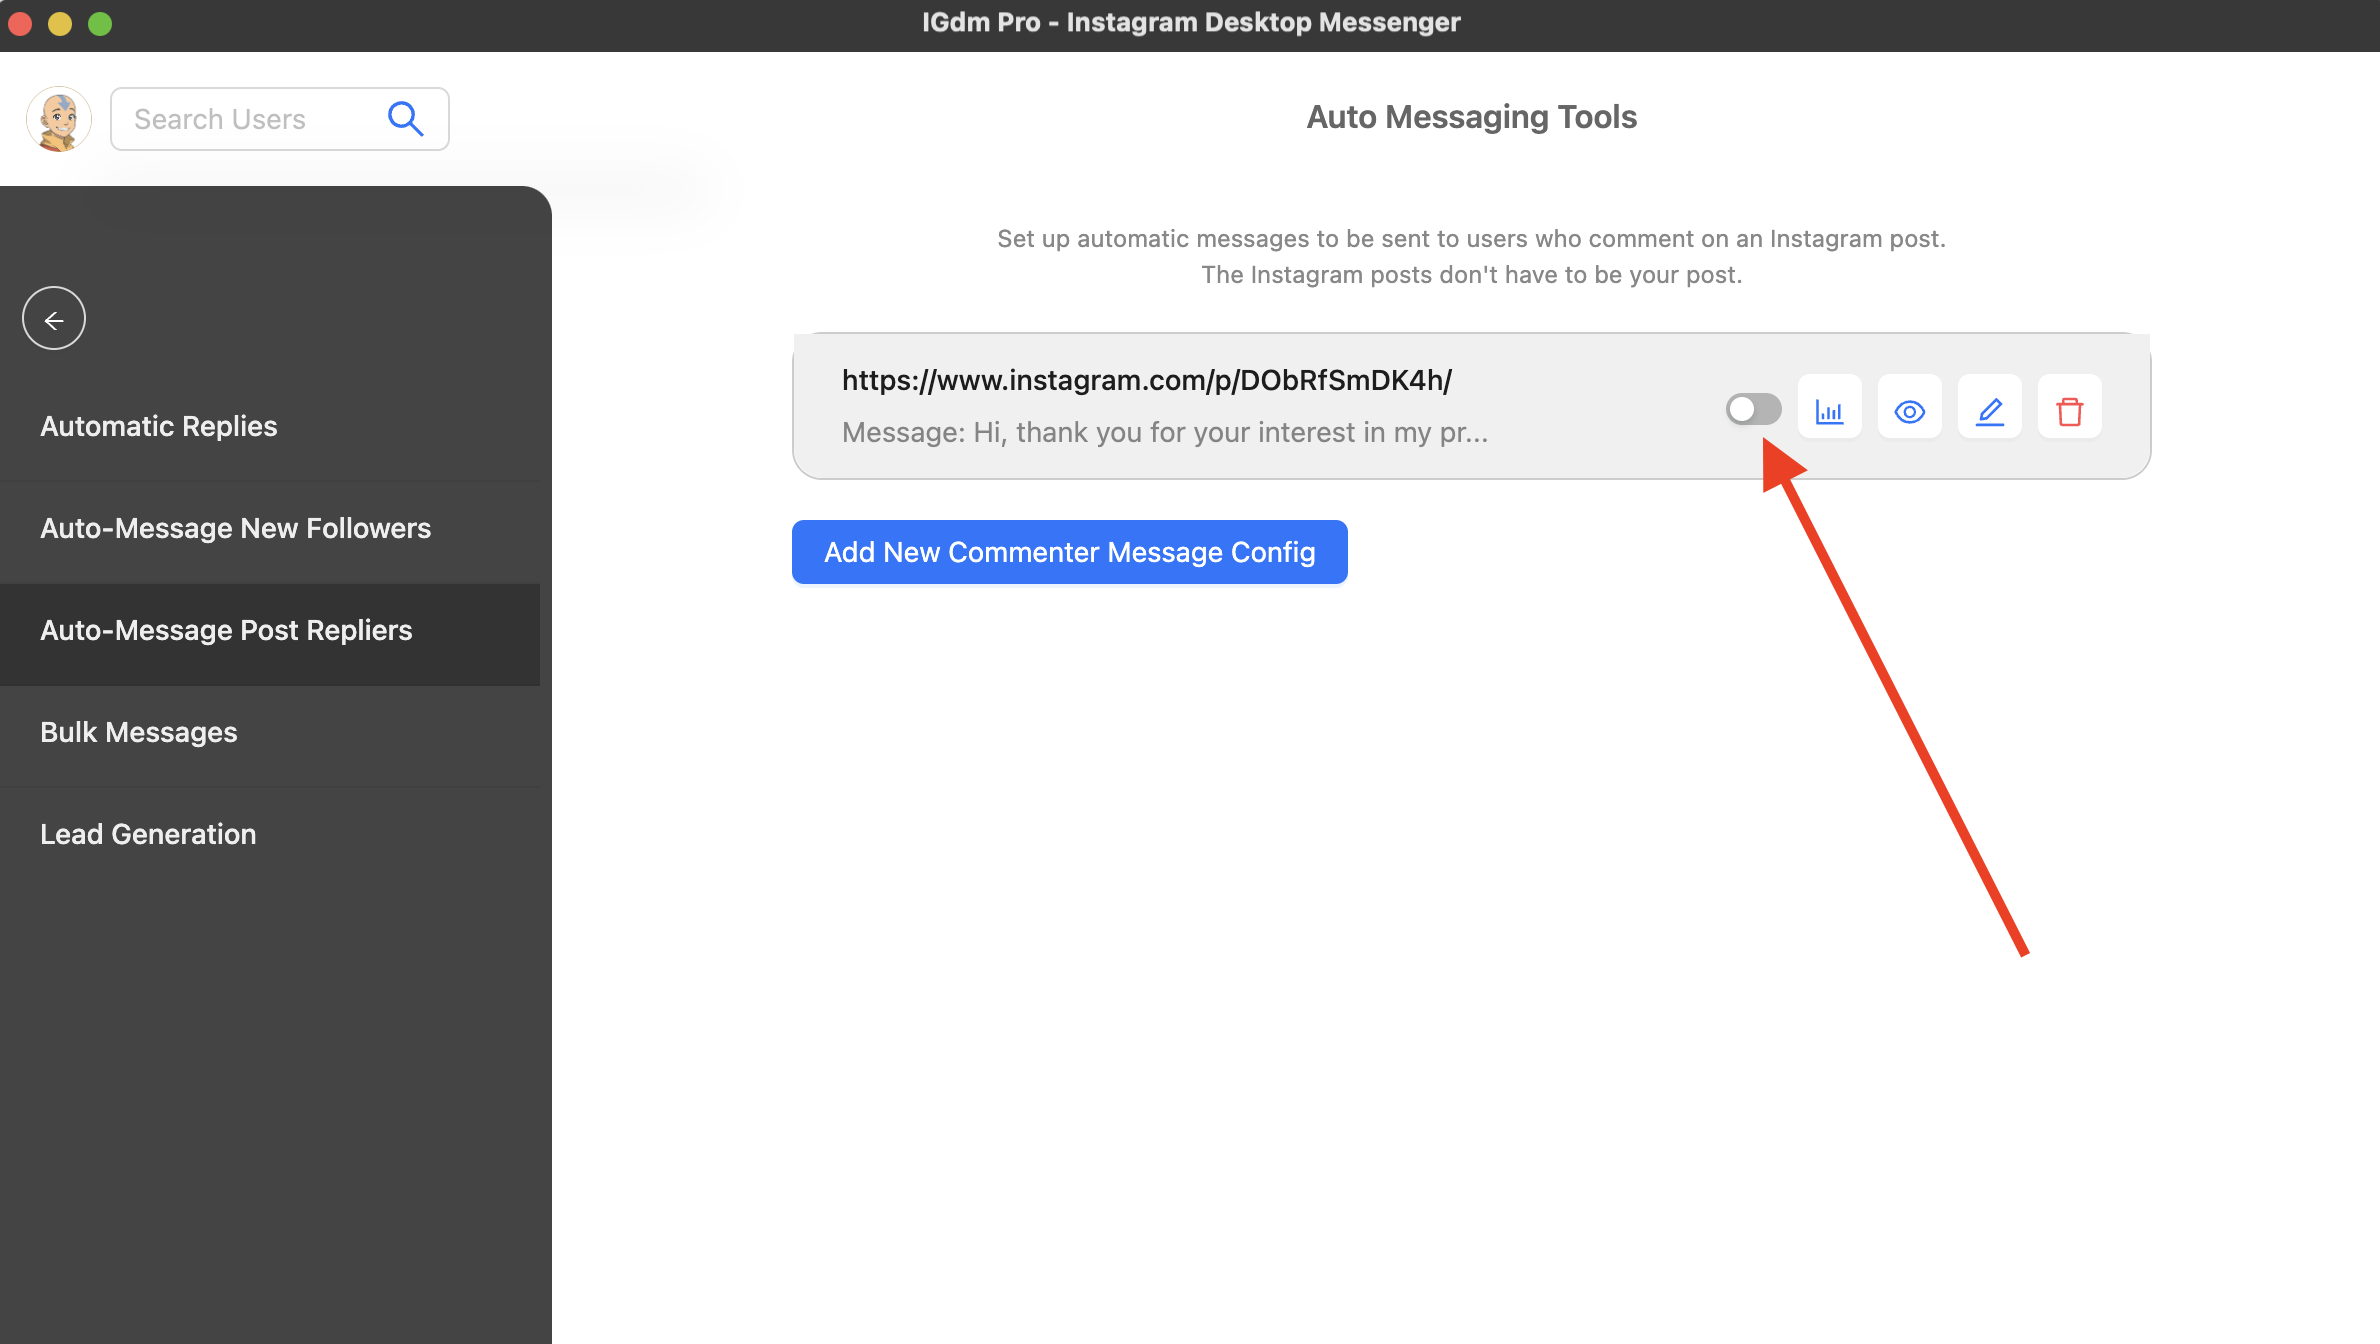 IGdm Pro - Instagram Desktop Messenger
Search Users
Auto Messaging Tools
Set up automatic messages to be sent to users who comment on an Instagram post.
The Instagram posts don't have to be your post.
Automatic Replies
Auto-Message New Followers
Auto-Message Post Repliers
Bulk Messages
Lead Generation
https://www.instagram.com/p/DObRfSmDK4h/
Message: Hi, thank you for your interest in my pr...
Add New Commenter Message Config